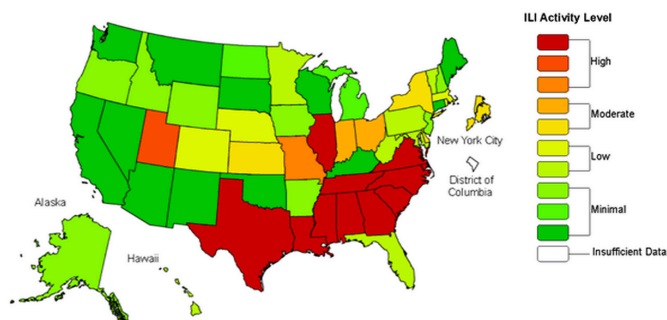 ILI Activity Level
High
Moderate
Low
Minimal
Insufficient Data
New York City
District of
Columbia
Alaska
Hawaii